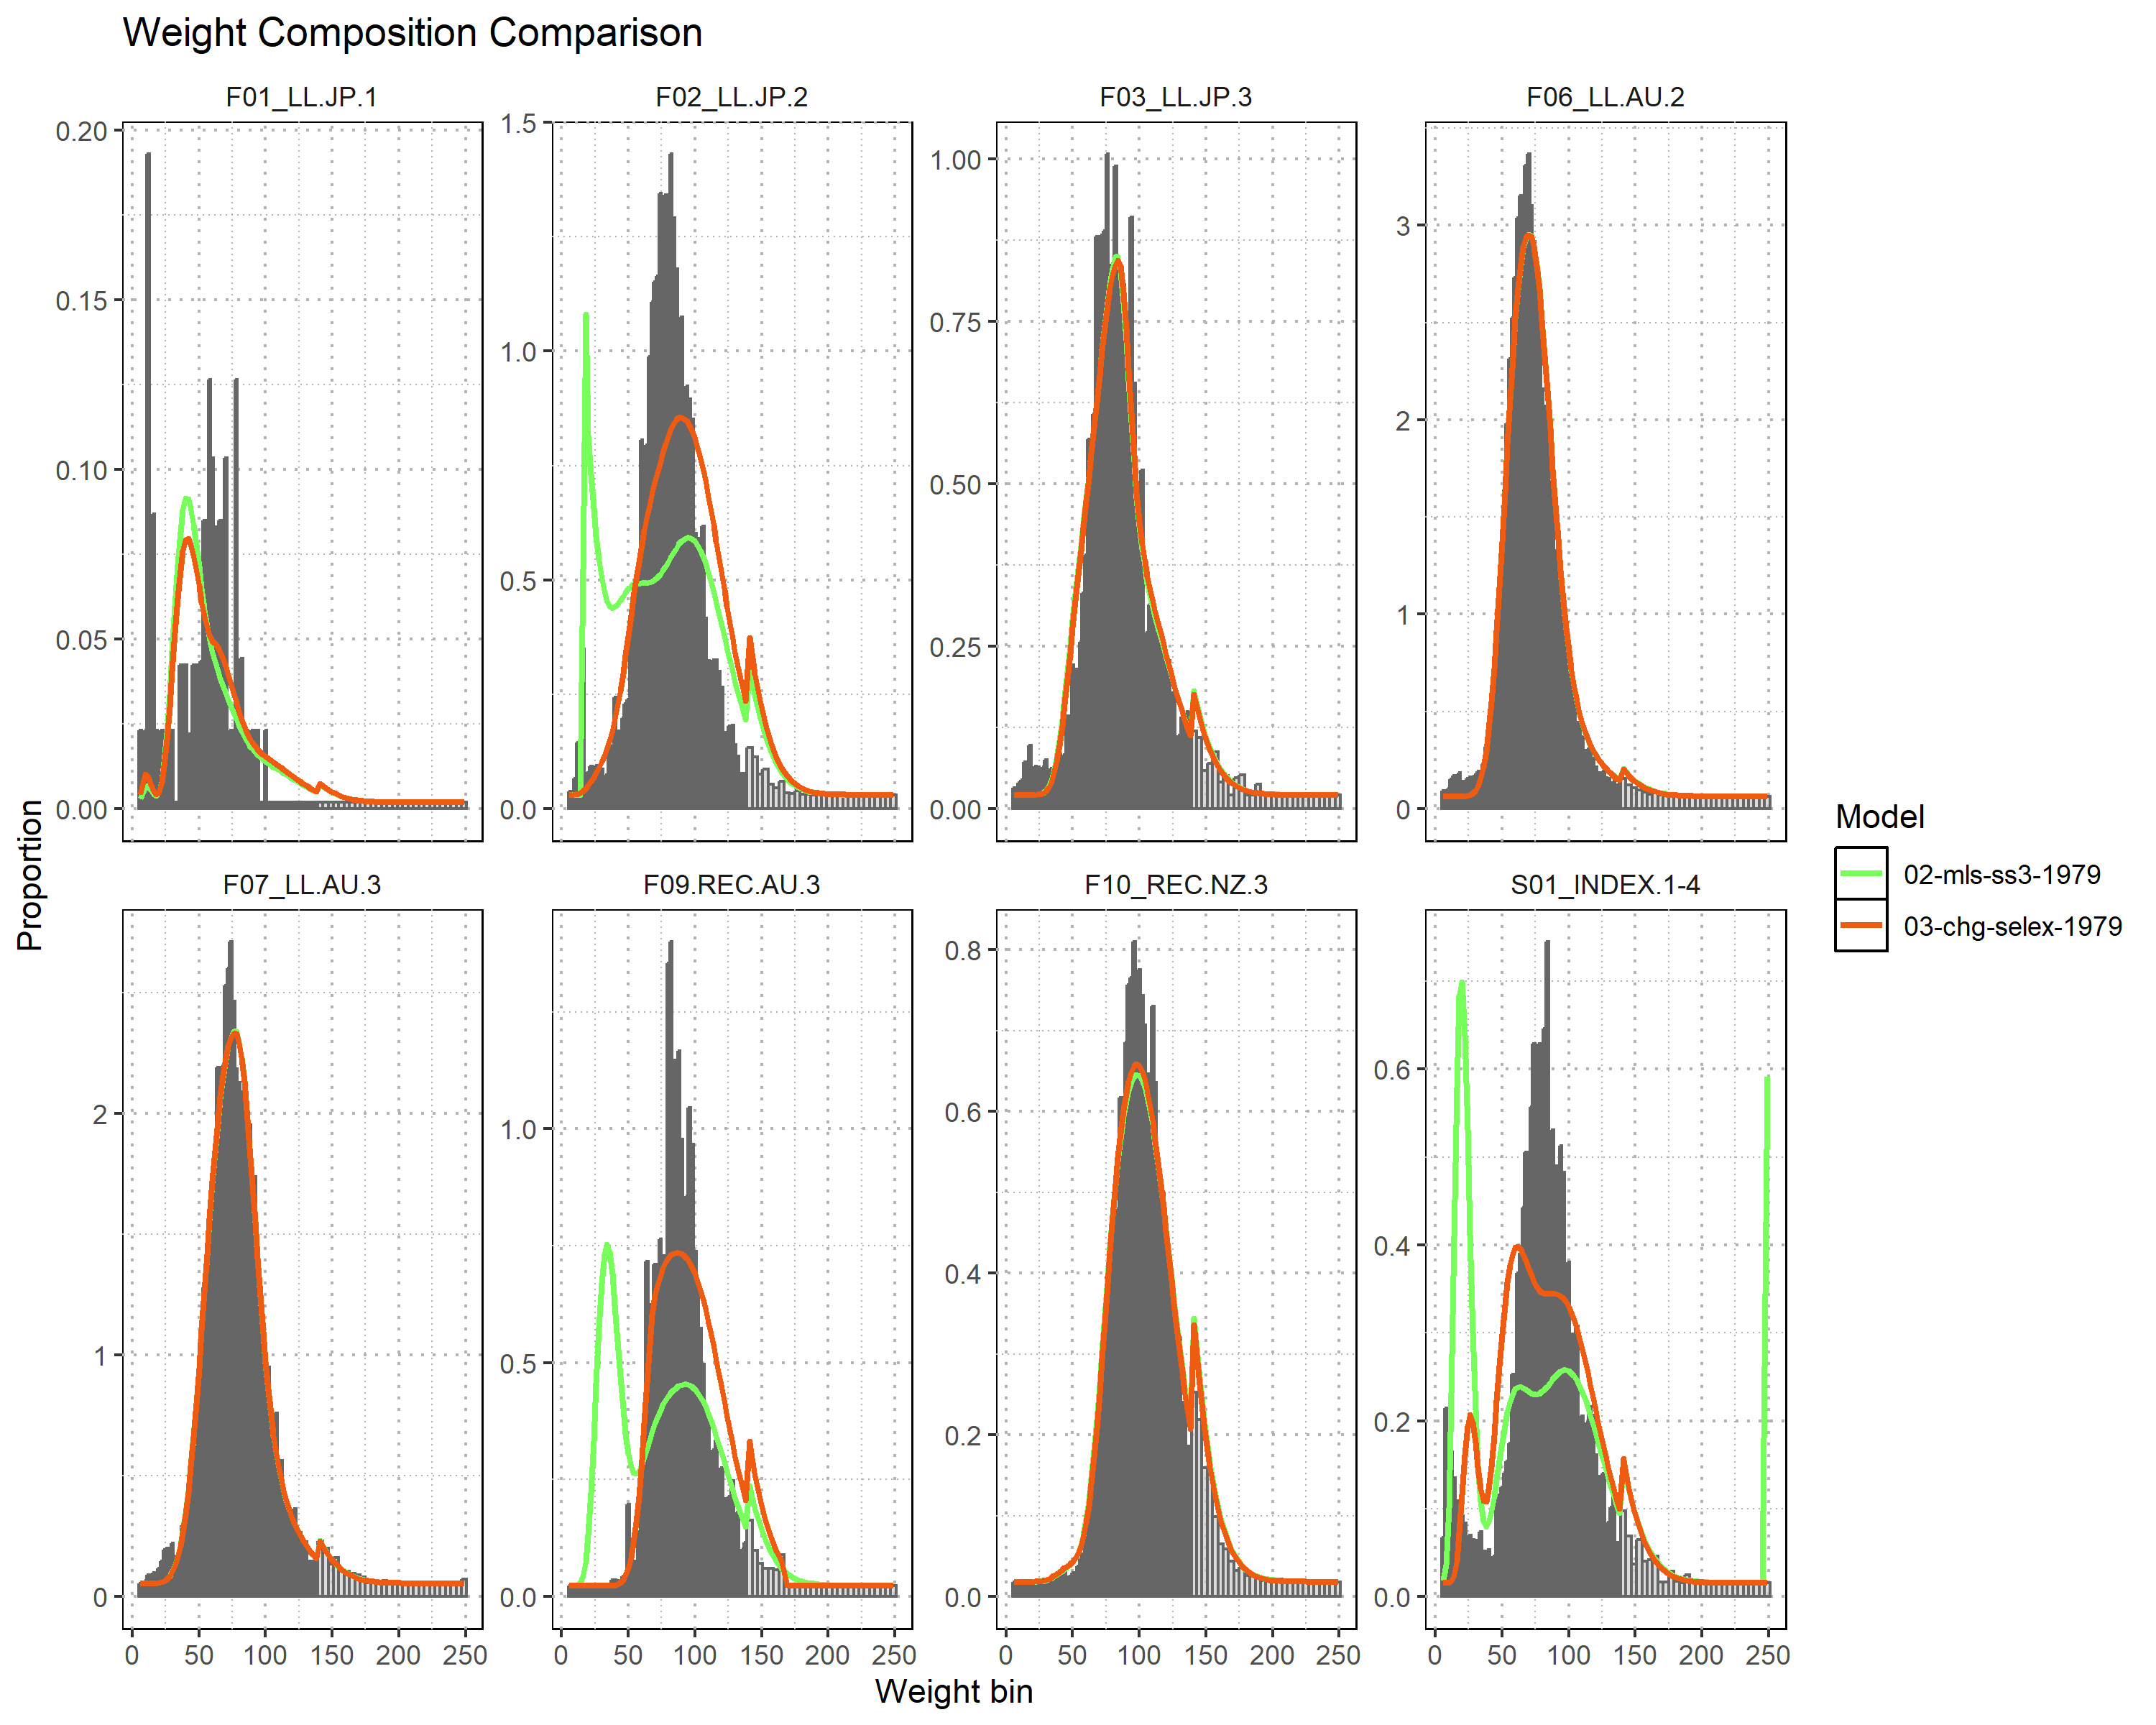 Weight Composition Comparison
F01_LL.JP.1
F02_LL.JP.2
F03_LL.JP.3
F06_LL.AU.2
0.20
0.15
0.10
0.05
0.00
1.5
1.0
0.5
0.0
1.00
0.75
0.50
0.25
0.00
3
2
1
0
F07_LL.AU.3
F09.REC.AU.3
F10_REC.NZ.3
S01_INDEX.1-4
2
1
0
1.0
0.5
0.0
0.8
0.6
0.4
0.2
0.0
0.6
0.4
0.2
0.0
0 50 100 150 200 250
0 50 100 150 200 250
0 50 100 150 200 250
0 50 100 150 200 250
Weight bin
Proportion
Model
02-mls-ss3-1979
03-chg-selex-1979